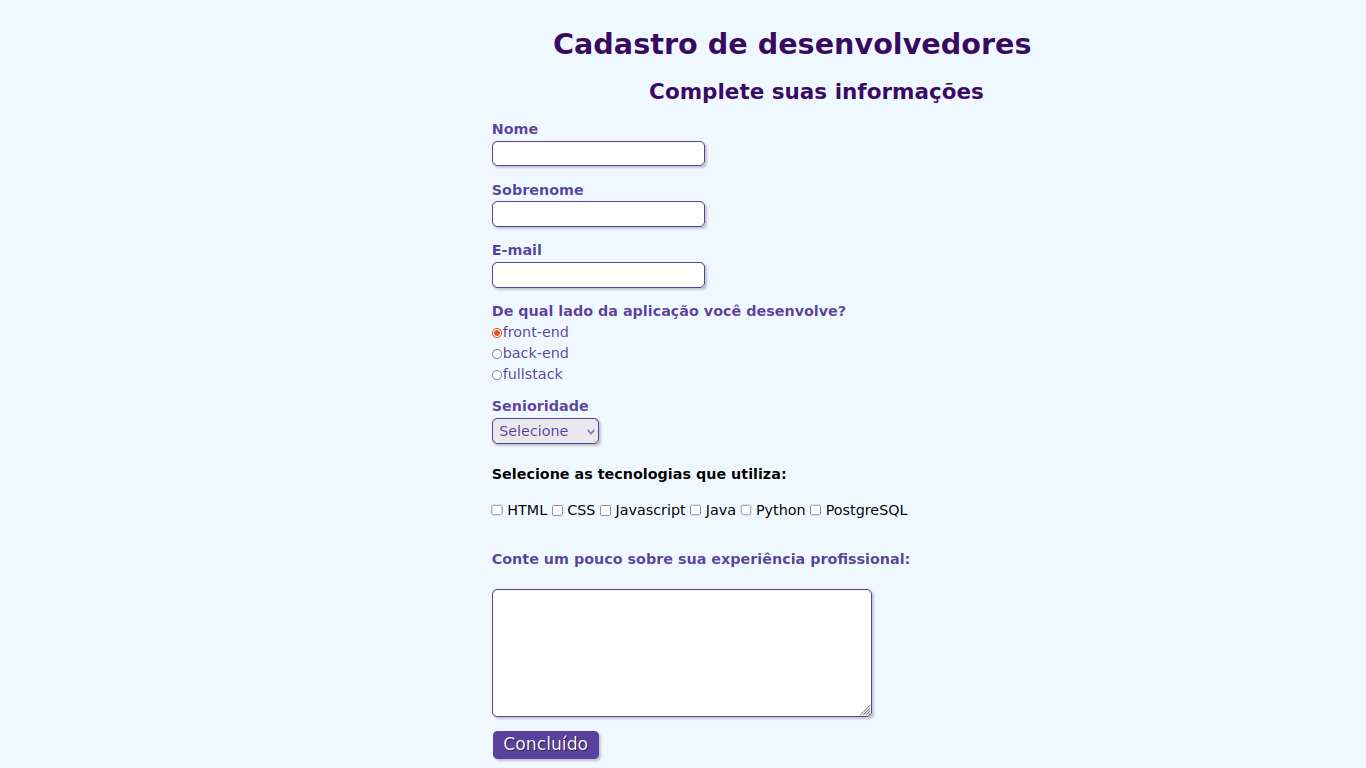 Cadastro de desenvolvedores
Complete suas informações
Nome
Sobrenome
E-mail
De qual lado da aplicação você desenvolve?
front-end
back-end
fullstack
Senioridade
Selecione
Selecione as tecnologias que utiliza:
HTML CSS Javascript Java Python PostgreSQL
Conte um pouco sobre sua experiência profissional:
Concluído